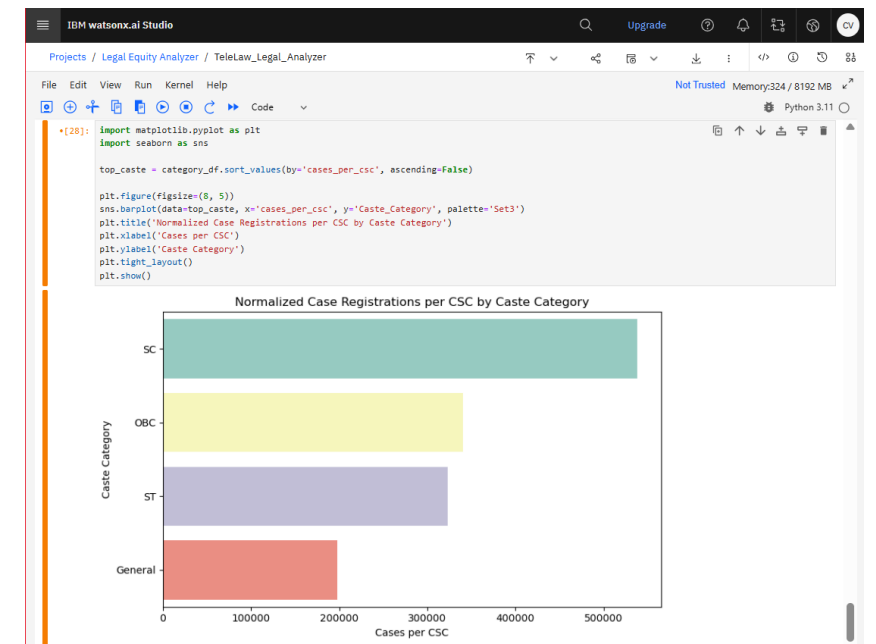 IBM watsonx.ai Studio
Upgrade
CV
Projects / Legal Equity Analyzer / TeleLaw_Legal_Analyzer
File Edit View Run Kernel Help
Not Trusted Memory:324 / 8192 MB
Code
Python 3.11
*[28]: import matplotlib.pyplot as plt
import seaborn as sns
top_caste = category_df.sort_values(by='cases_per_csc', ascending=False)
plt.figure(figsize=(8, 5))
sns.barplot(data=top_caste, x='cases_per_csc', y='Caste_Category', palette='Set3')
plt.title('Normalized Case Registrations per CSC by Caste Category')
plt.xlabel('Cases per CSC')
plt.ylabel('Caste Category')
plt.tight_layout()
plt.show()
Normalized Case Registrations per CSC by Caste Category
Caste Category
SC
OBC
ST
General
0 100000 200000 300000 400000 500000
Cases per CSC